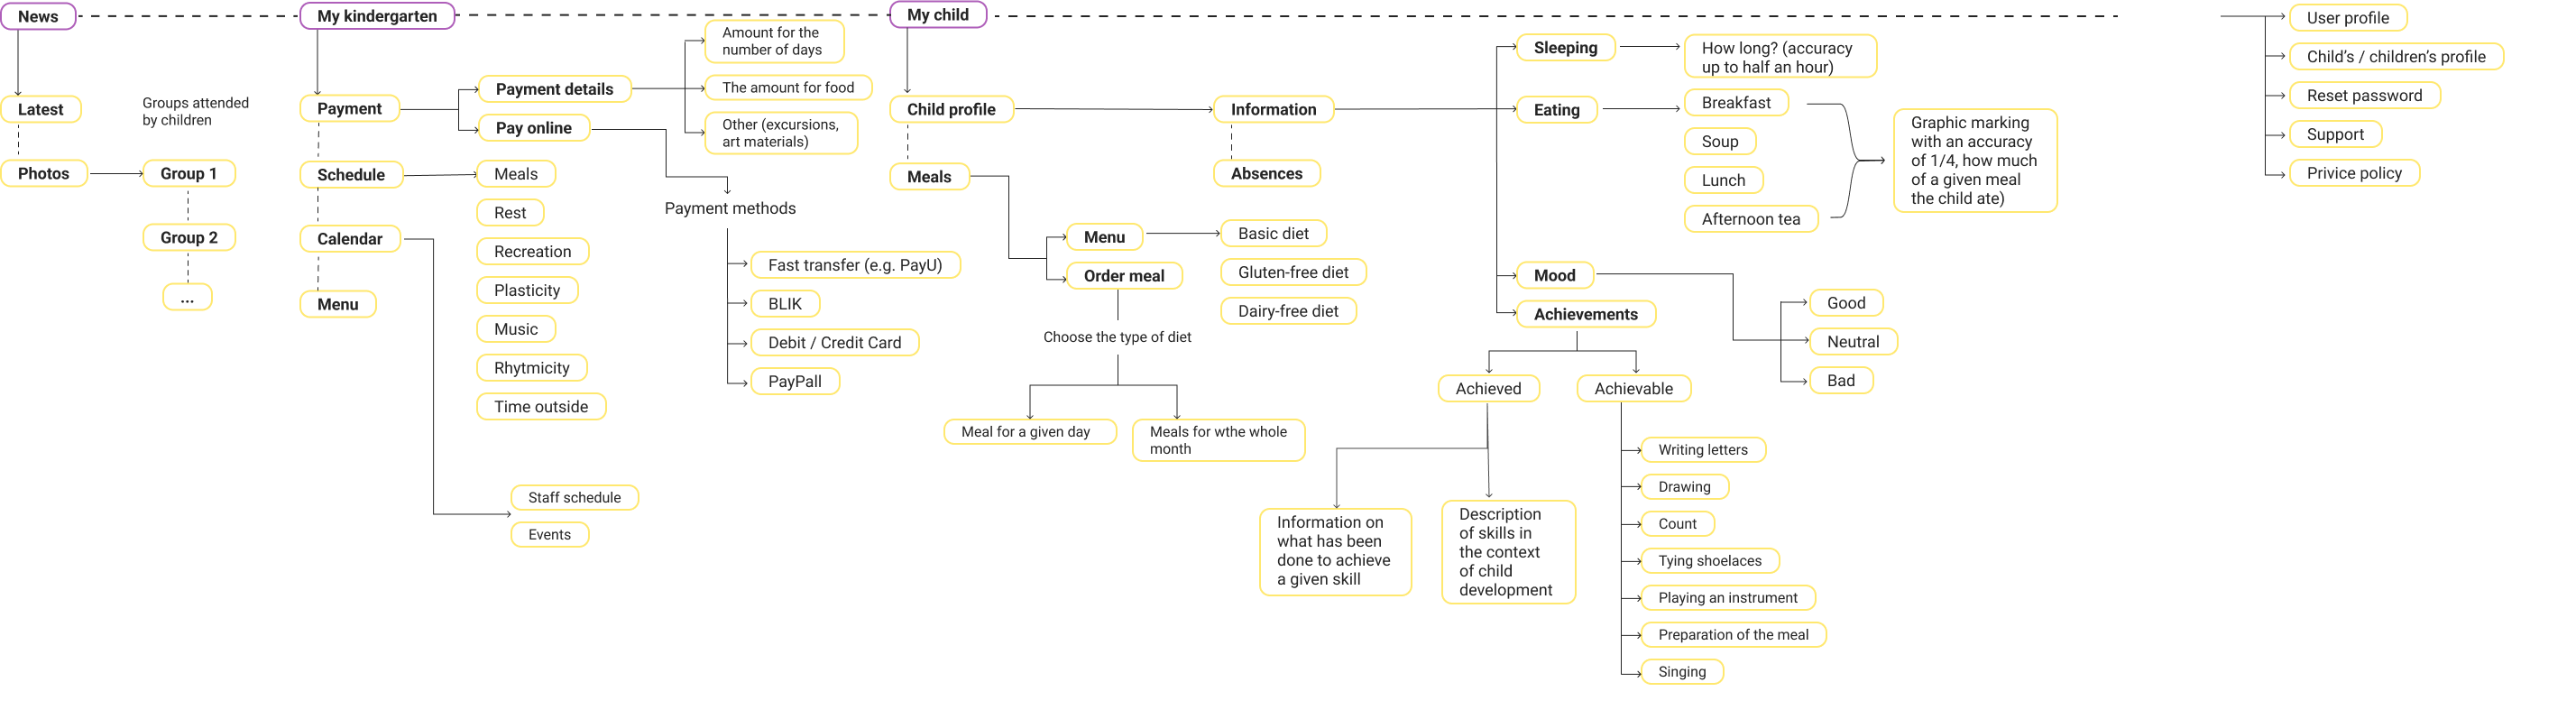 News
My kindergarten
My child
User profile
Child's / children's profile
Reset password
Support
Privice policy
Latest
Photos
Groups attended
by children
Group 1
Group 2
...
Payment
Schedule
Calendar
Menu
Payment details
Pay online
Amount for the
number of days
The amount for food
Other (excursions,
art materials)
Meals
Rest
Recreation
Plasticity
Music
Rhytmicity
Time outside
Staff schedule
Events
Payment methods
Fast transfer (e.g. PayU)
BLIK
Debit / Credit Card
PayPall
Child profile
Meals
Information
Absences
Menu
Order meal
Basic diet
Gluten-free diet
Dairy-free diet
Choose the type of diet
Meal for a given day
Meals for wthe whole
month
Sleeping
How long? (accuracy
up to half an hour)
Eating
Breakfast
Soup
Lunch
Afternoon tea
Graphic marking
with an accuracy
of 1/4, how much
of a given meal
the child ate)
Mood
Good
Neutral
Bad
Achievements
Achieved
Achievable
Information on
what has been
done to achieve
a given skill
Description
of skills in
the context
of child
development
Writing letters
Drawing
Count
Tying shoelaces
Playing an instrument
Preparation of the meal
Singing